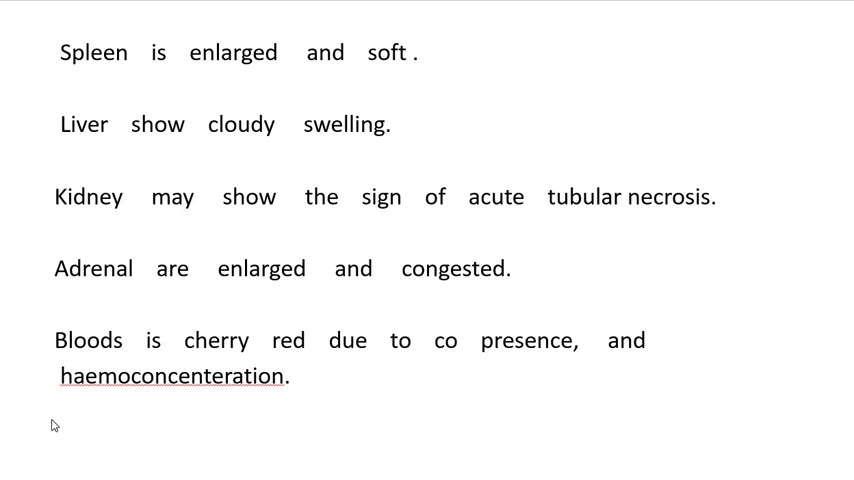 Spleen is enlarged and soft .
Liver show cloudy swelling.
Kidney may show the sign of acute tubular necrosis.
Adrenal are enlarged and congested.
Bloods is cherry red due to co presence, and
haemoconcenteration.